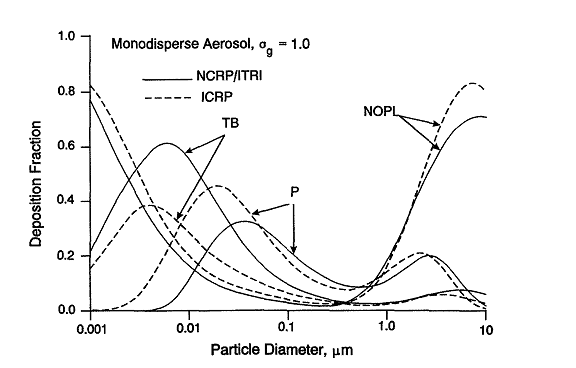 Monodisperse Aerosol, σg = 1.0
NCRP/ITRI
ICRP
TB
P
NOPL
Deposition Fraction
1.0
0.8
0.6
0.4
0.2
0.0
0.001 0.01 0.1 1.0 10
Particle Diameter, μm